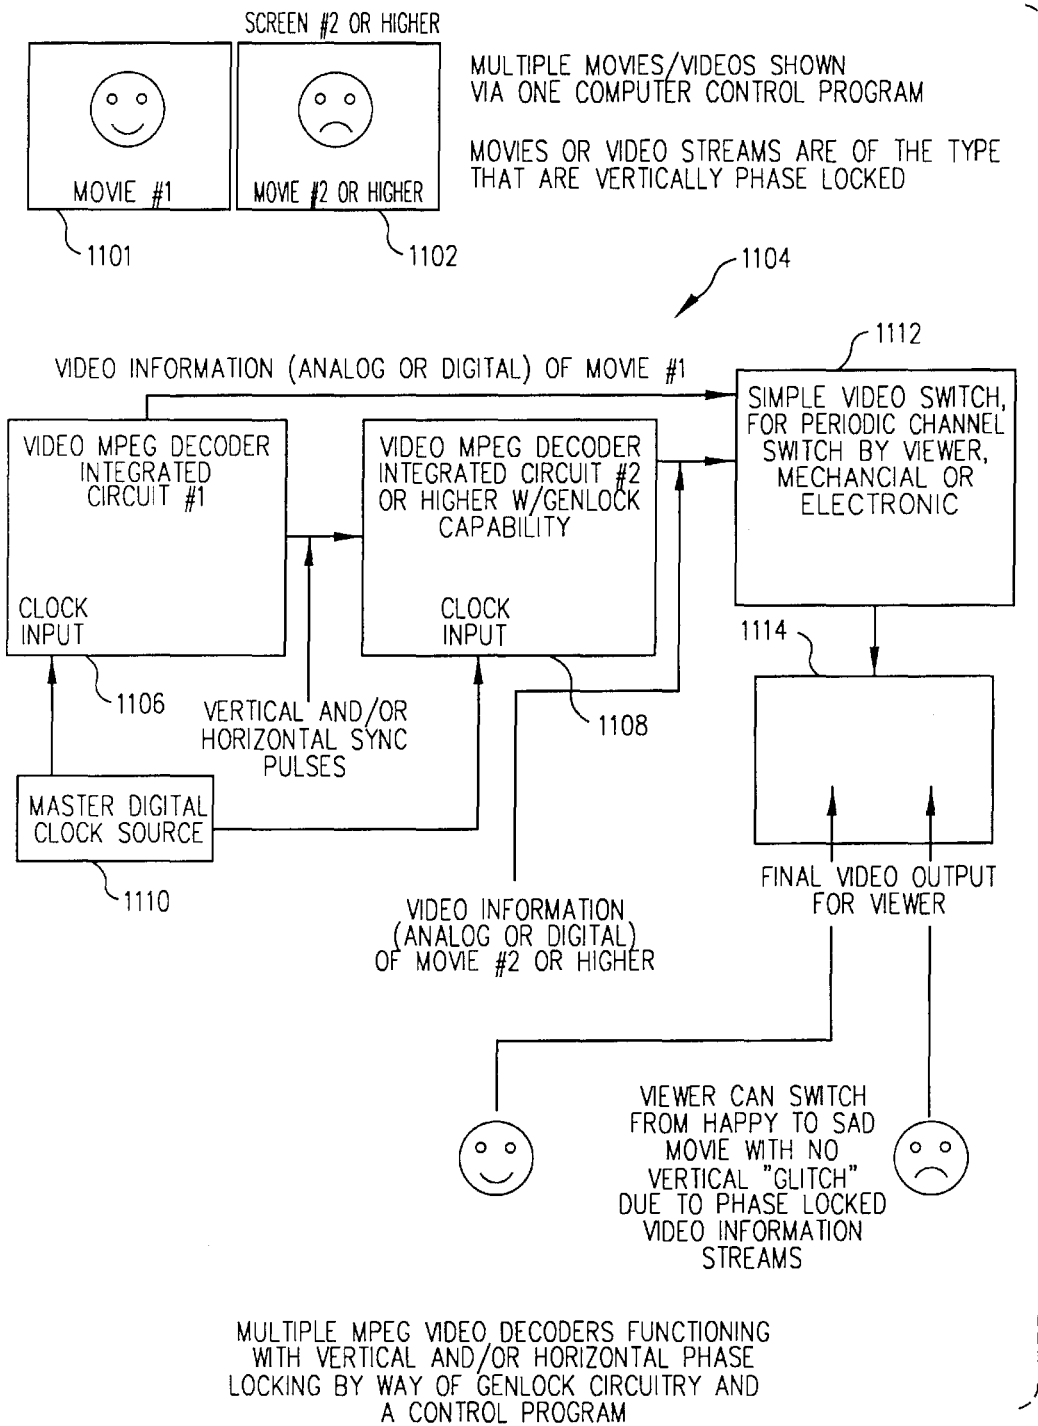 SCREEN #2 OR HIGHER
MOVIE #1
MOVIE #2 OR HIGHER
1101
1102
MULTIPLE MOVIES/VIDEOS SHOWN
VIA ONE COMPUTER CONTROL PROGRAM
MOVIES OR VIDEO STREAMS ARE OF THE TYPE
THAT ARE VERTICALLY PHASE LOCKED
1104
VIDEO INFORMATION (ANALOG OR DIGITAL) OF MOVIE #1
1112
VIDEO MPEG DECODER
INTEGRATED
CIRCUIT #1
CLOCK
INPUT
1106
VIDEO MPEG DECODER
INTEGRATED CIRCUIT #2
OR HIGHER W/GENLOCK
CAPABILITY
CLOCK
INPUT
1108
SIMPLE VIDEO SWITCH,
FOR PERIODIC CHANNEL
SWITCH BY VIEWER,
MECHANCIAL OR
ELECTRONIC
1114
VERTICAL AND/OR
HORIZONTAL SYNC
PULSES
MASTER DIGITAL
CLOCK SOURCE
1110
VIDEO INFORMATION
(ANALOG OR DIGITAL)
OF MOVIE #2 OR HIGHER
FINAL VIDEO OUTPUT
FOR VIEWER
VIEWER CAN SWITCH
FROM HAPPY TO SAD
MOVIE WITH NO
VERTICAL "GLITCH"
DUE TO PHASE LOCKED
VIDEO INFORMATION
STREAMS
MULTIPLE MPEG VIDEO DECODERS FUNCTIONING
WITH VERTICAL AND/OR HORIZONTAL PHASE
LOCKING BY WAY OF GENLOCK CIRCUITRY AND
A CONTROL PROGRAM